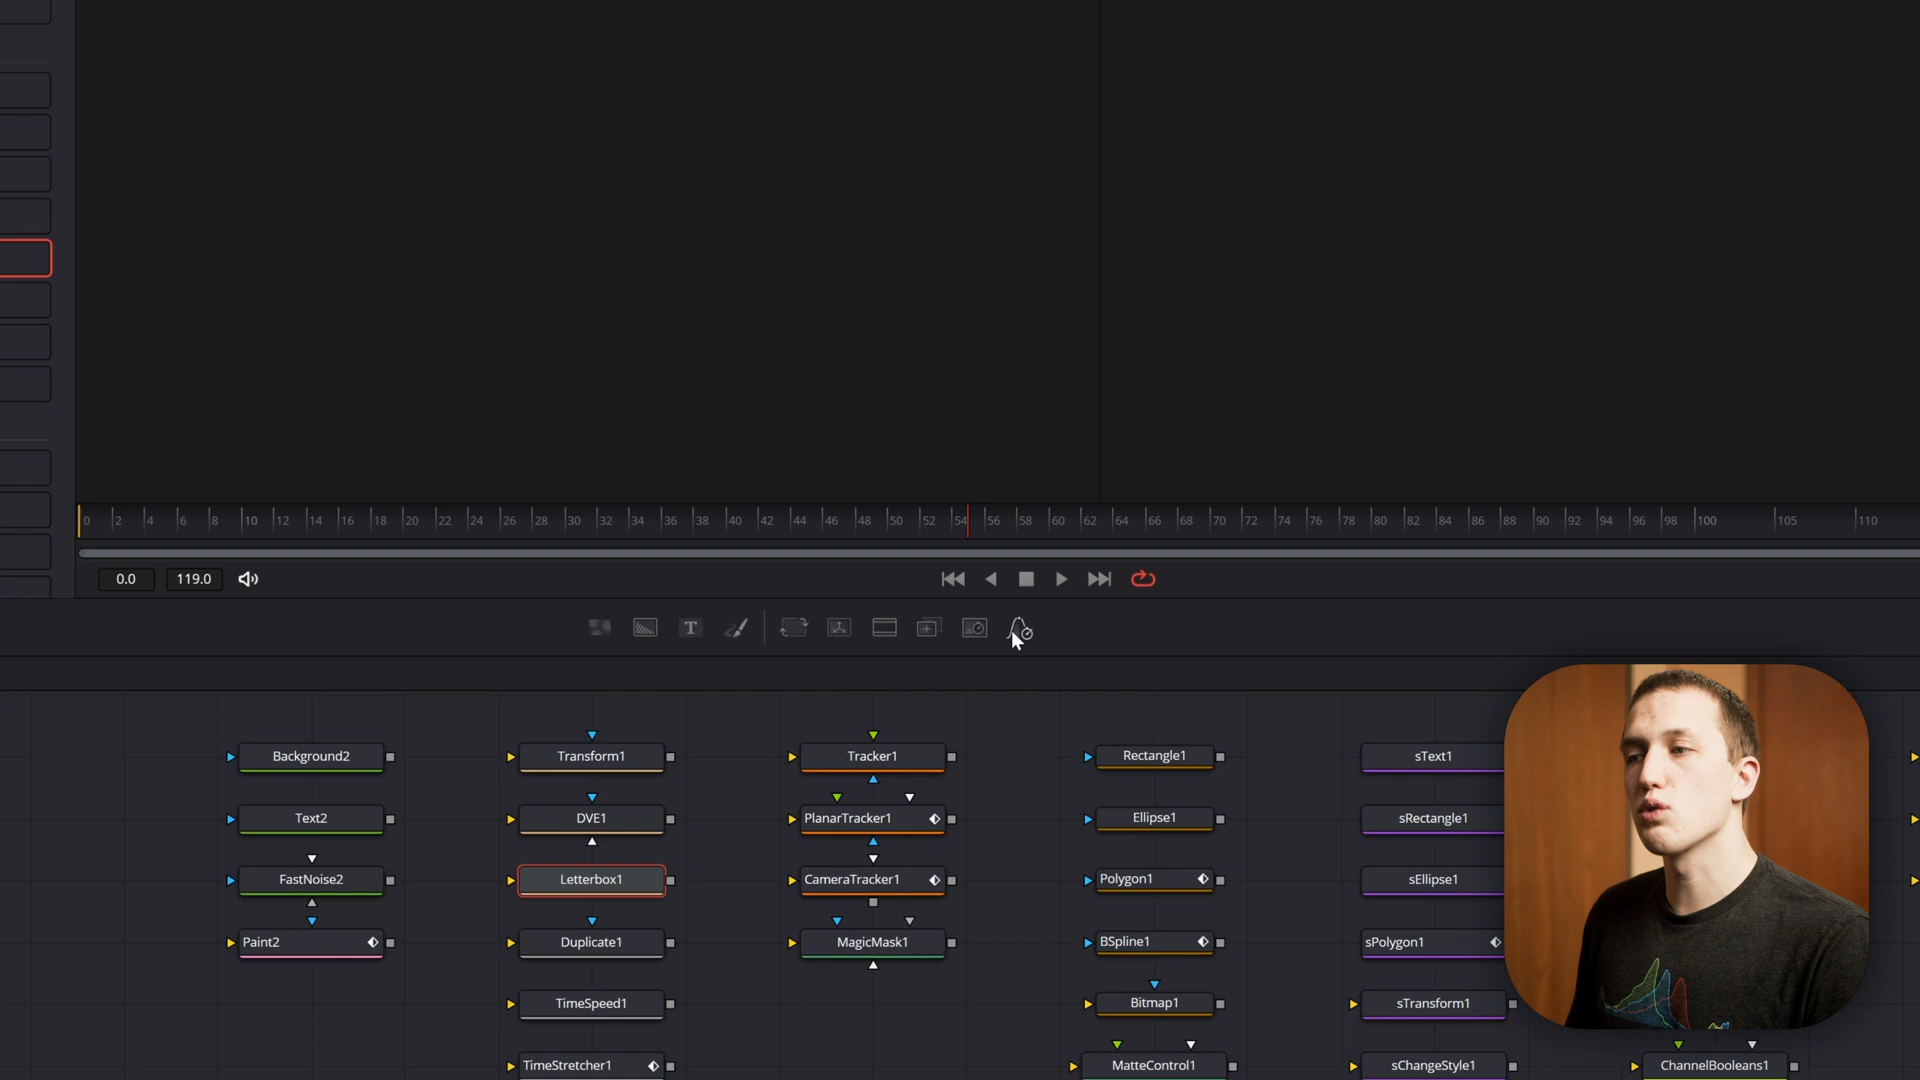 0 2 4 6 8 10 12 14 16 18 20 22 24 26 28 30 32 34 36 38 40 42 44 46 48 50 52 54 56 58 60 62 64 66 68 70 72 74 76 78 80 82 84 86 88 90 92 94 96 98 100 105 110
0.0 119.0
T
Background2 Transform1 Tracker1 Rectangle1 sText1
Text2 DVE1 PlanarTracker1 Ellipse1 sRectangle1
FastNoise2 Letterbox1 CameraTracker1 Polygon1 sEllipse1
Paint2 Duplicate1 MagicMask1 BSpline1 sPolygon1
TimeSpeed1 Bitmap1 sTransform1
TimeStretcher1 MatteControl1 sChangeStyle1 ChannelBooleans1